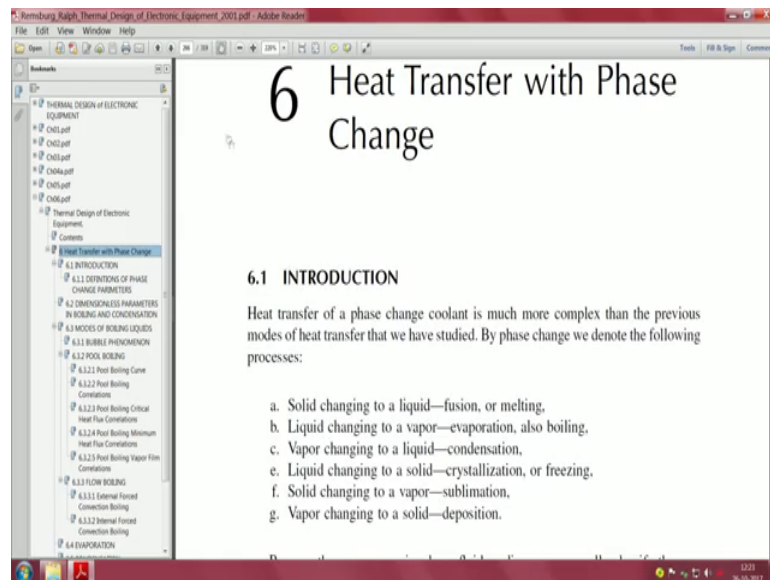 Remsburg_Ralph_Thermal_Design_of_Electronic_Equipment_2001.pdf - Adobe Reader
File Edit View Window Help
Open
Tools Fill & Sign Comment
Bookmarks
THERMAL DESIGN of ELECTRONIC
EQUIPMENT
Ch01.pdf
Ch02.pdf
Ch03.pdf
Ch04a.pdf
Ch05.pdf
Ch06.pdf
Thermal Design of Electronic
Equipment.
Contents
6 Heat Transfer with Phase Change
6.1 INTRODUCTION
6.1.1 DEFINITIONS OF PHASE
CHANGE PARMETERS
6.2 DIMENSIONLESS PARAMETERS
IN BOILING AND CONDENSATION
6.3 MODES OF BOILING LIQUIDS
6.3.1 BUBBLE PHENOMENON
6.3.2 POOL BOILING
6.3.2.1 Pool Boiling Curve
6.3.2.2 Pool Boiling
Correlations
6.3.2.3 Pool Boiling Critical
Heat Flux Correlations
6.3.2.4 Pool Boiling Minimum
Heat Flux Correlations
6.3.2.5 Pool Boiling Vapor Film
Correlations
6.3.3 FLOW BOILING
6.3.3.1 External Forced
Convection Boiling
6.3.3.2 Internal Forced
Convection Boiling
6.4 EVAPORATION
6 Heat Transfer with Phase
Change
6.1 INTRODUCTION
Heat transfer of a phase change coolant is much more complex than the previous
modes of heat transfer that we have studied. By phase change we denote the following
processes:
a. Solid changing to a liquid—fusion, or melting,
b. Liquid changing to a vapor—evaporation, also boiling,
c. Vapor changing to a liquid—condensation,
e. Liquid changing to a solid—crystallization, or freezing,
f. Solid changing to a vapor—sublimation,
g. Vapor changing to a solid—deposition.
12:21